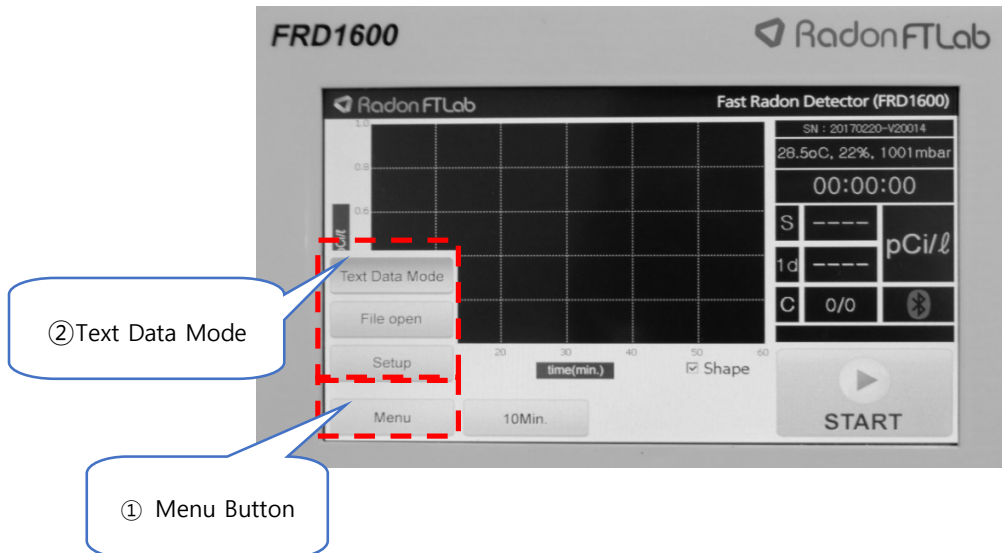 FRD1600
Radon FTLab
Radon FTLab
Fast Radon Detector (FRD1600)
SN : 20170220-V20014
28.5oC, 22%, 1001mbar
00:00:00
S ----
pCi/ℓ
1d ----
C 0/0
1.0
0.8
0.6
pCi/ℓ
20 30 40 50 60
time(min.)
Shape
Text Data Mode
File open
Setup
Menu
10Min.
START
②Text Data Mode
① Menu Button